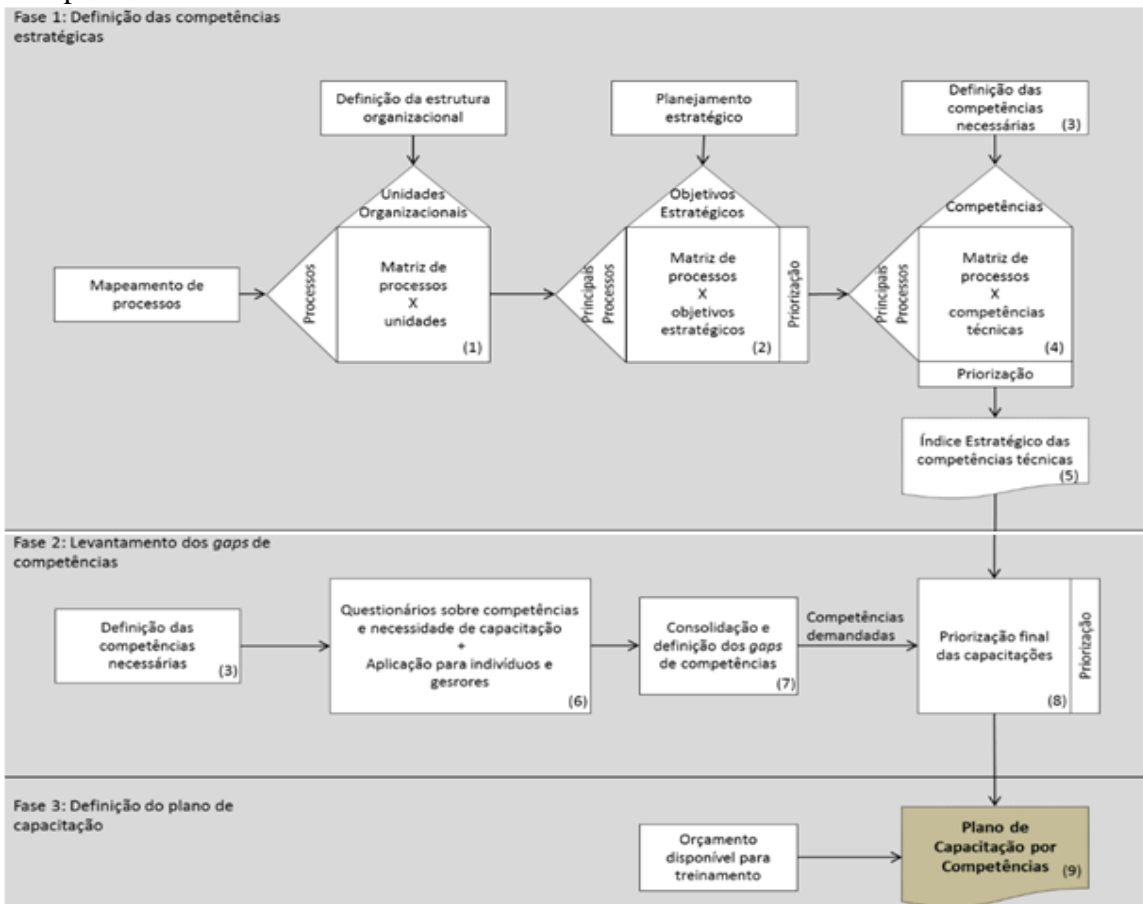 Fase 1: Definição das competências
estratégicas
Definição da estrutura
organizacional
Planejamento
estratégico
Definição das
competências
necessárias
(3)
Unidades
Organizacionais
Objetivos
Estratégicos
Competências
Mapeamento de
processos
Processos
Matriz de
processos
X
unidades
(1)
Principais
Processos
Matriz de
processos
X
objetivos
estratégicos
(2)
Priorização
Principais
Processos
Matriz de
processos
X
competências
técnicas
(4)
Priorização
Índice Estratégico das
competências técnicas
(5)
Fase 2: Levantamento dos gaps de
competências
Definição das
competências
necessárias
(3)
Questionários sobre competências
e necessidade de capacitação
+
Aplicação para indivíduos e
gesrores
(6)
Consolidação e
definição dos gaps
de competências
(7)
Competências
demandadas
Priorização final
das capacitações
(8)
Priorização
Fase 3: Definição do plano de
capacitação
Orçamento
disponível para
treinamento
Plano de
Capacitação por
Competências
(9)